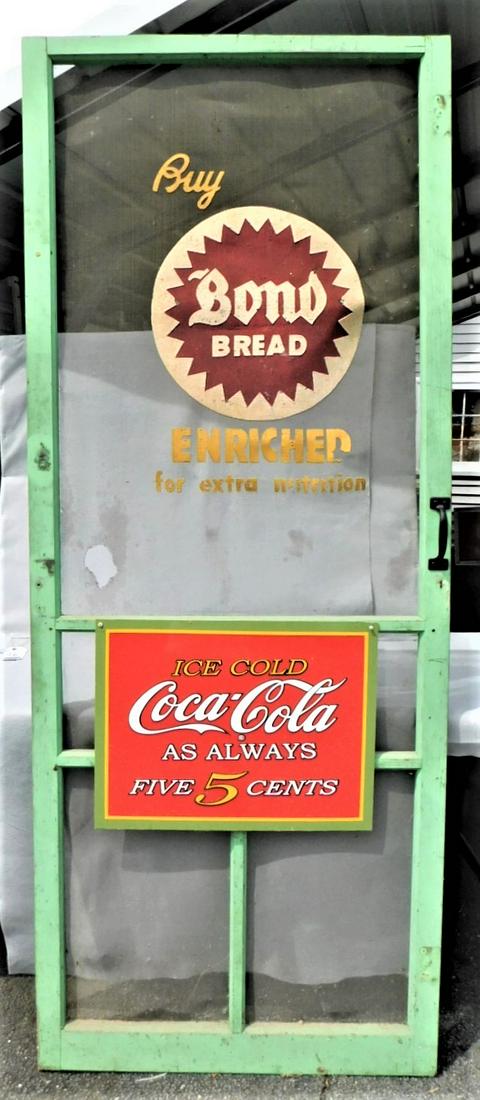 Buy
Bond
BREAD
ENRICHED
for extra nutrition
ICE COLD
Coca-Cola
AS ALWAYS
FIVE 5 CENTS